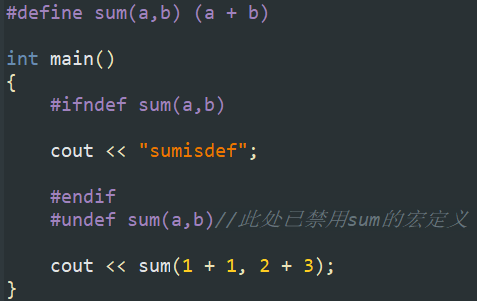 #define sum(a,b) (a + b)
int main()
{
#ifndef sum(a,b)
cout << "sumisdef";
#endif
#undef sum(a,b)//此处已禁用sum的宏定义
cout << sum(1 + 1, 2 + 3);
}